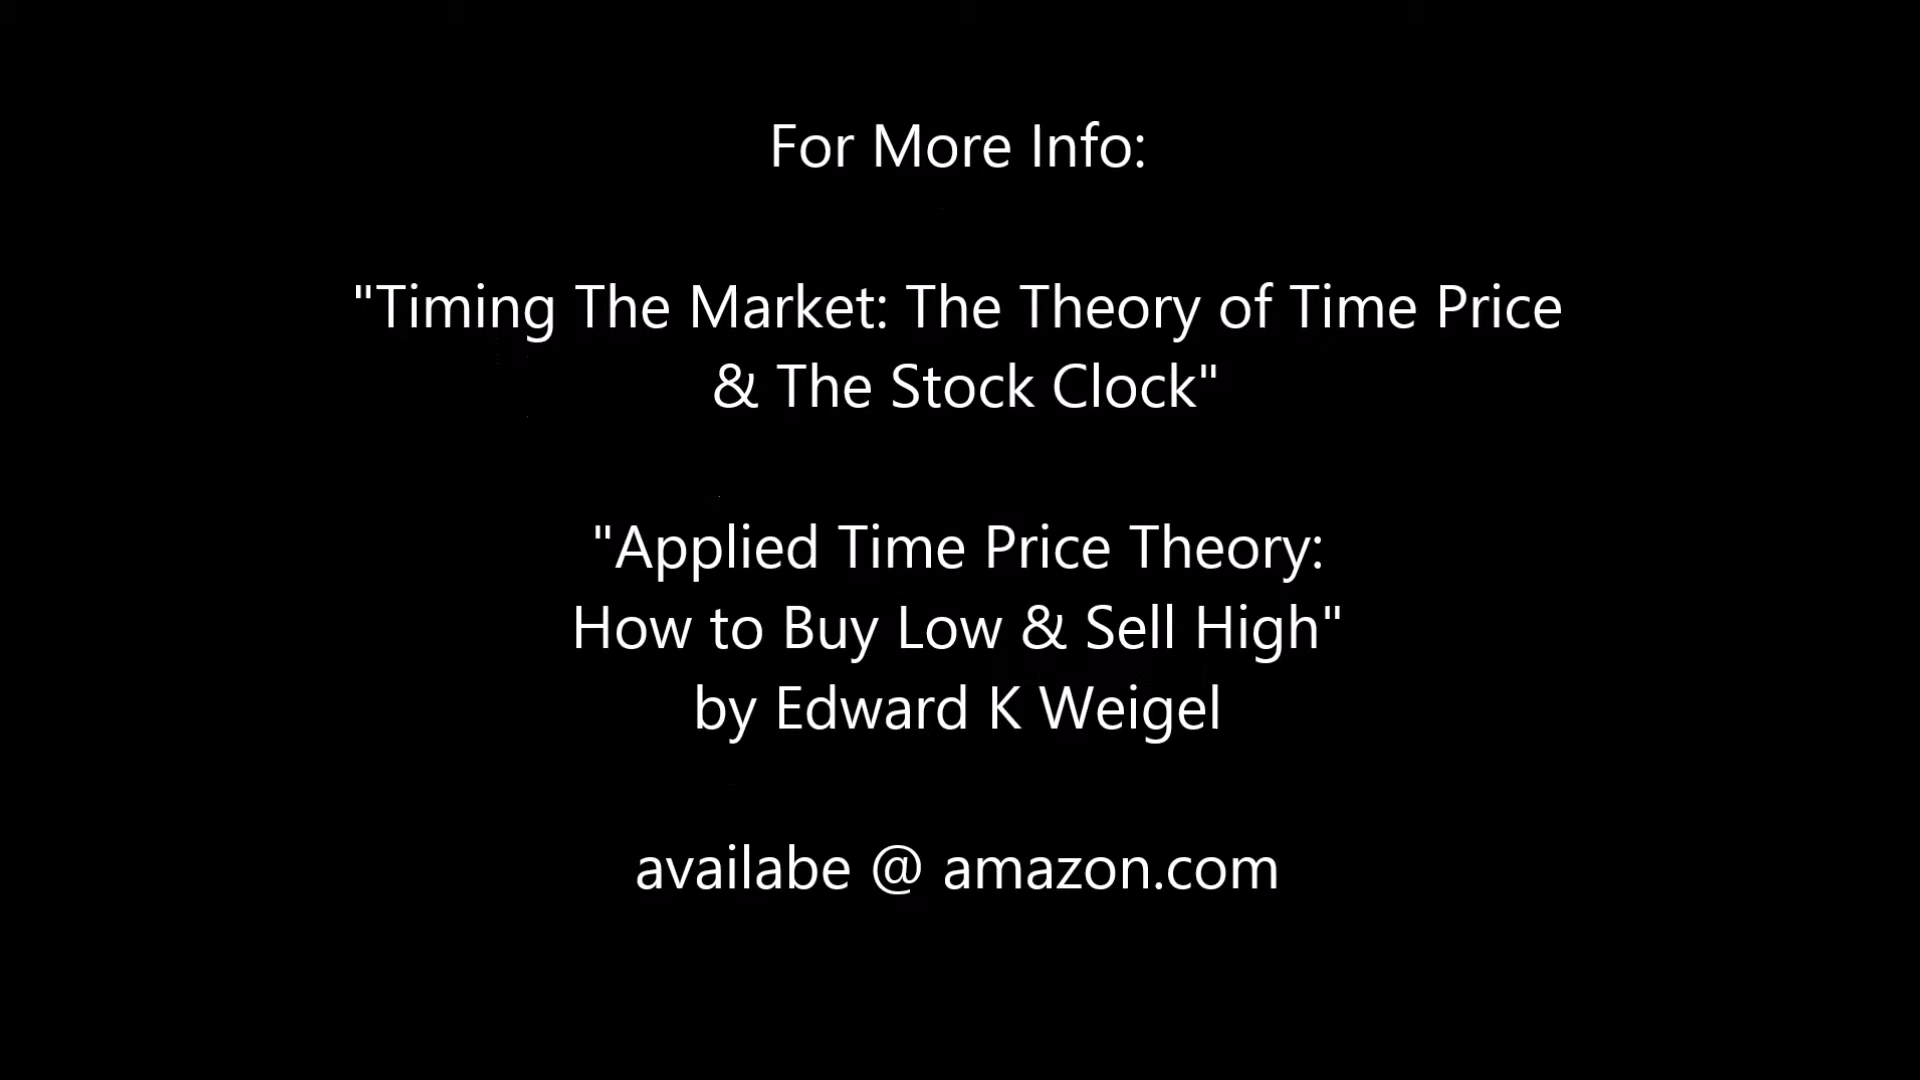 For More Info:
"Timing The Market: The Theory of Time Price
& The Stock Clock"
"Applied Time Price Theory:
How to Buy Low & Sell High"
by Edward K Weigel
availabe @ amazon.com